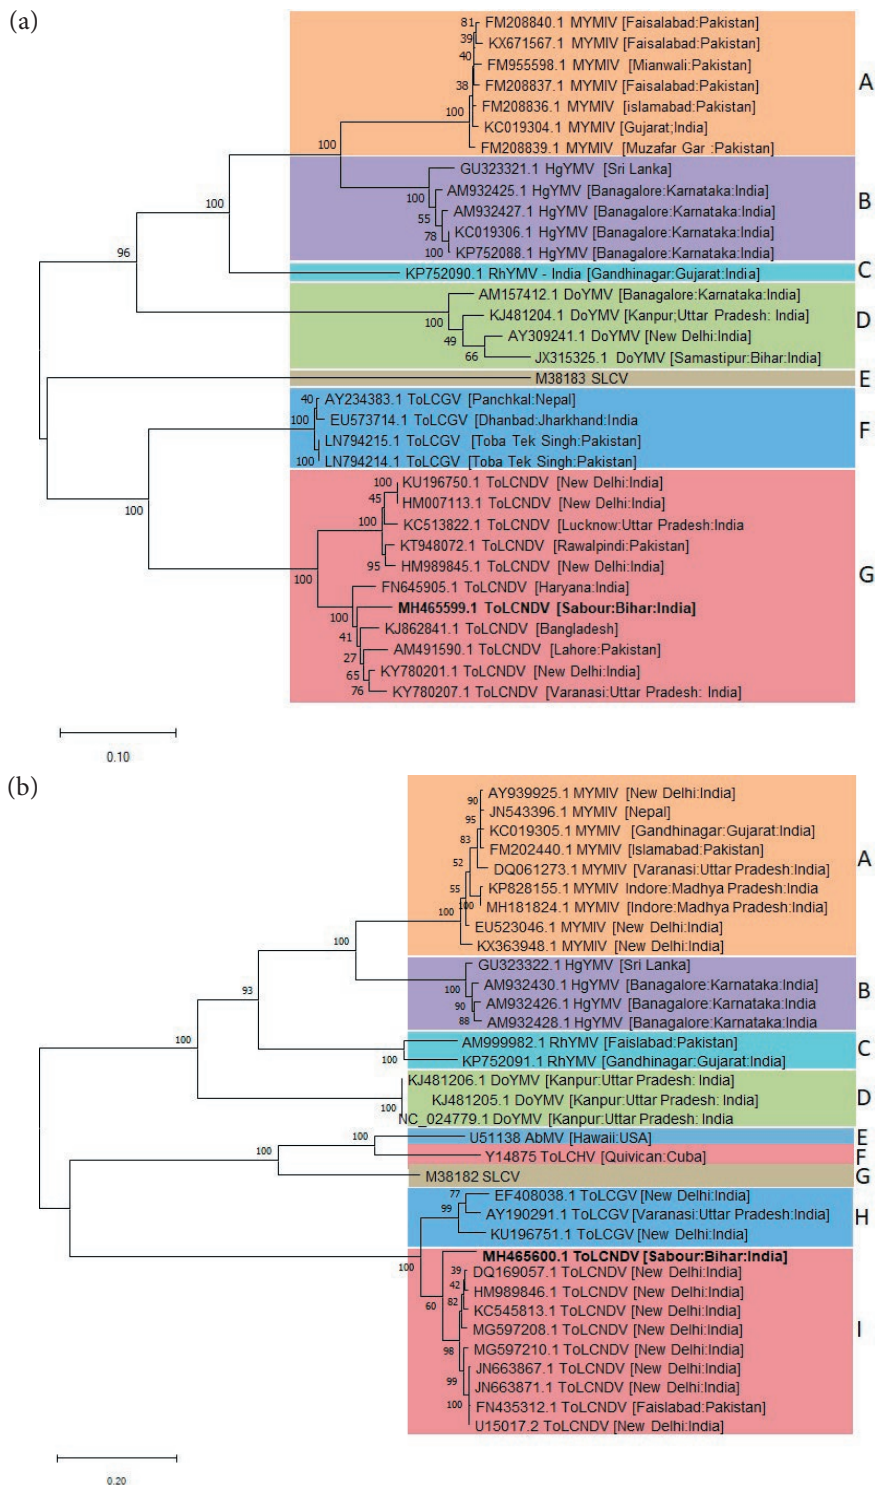 (a)
81
FM208840.1 MYMIV [Faisalabad:Pakistan]
39
KX671567.1 MYMIV [Faisalabad:Pakistan]
40
FM955598.1 MYMIV [Mianwali:Pakistan]
A
38
FM208837.1 MYMIV [Faisalabad:Pakistan]
100
FM208836.1 MYMIV [islamabad:Pakistan]
KC019304.1 MYMIV [Gujarat;India]
100
FM208839.1 MYMIV [Muzafar Gar :Pakistan]
GU323321.1 HgYMV [Sri Lanka]
100
AM932425.1 HgYMV [Banagalore:Karnataka:India]
B
100
55
AM932427.1 HgYMV [Banagalore:Karnataka:India]
78
KC019306.1 HgYMV [Banagalore:Karnataka:India]
96
100
KP752088.1 HgYMV [Banagalore:Karnataka:India]
KP752090.1 RhYMV - India [Gandhinagar:Gujarat:India]
C
AM157412.1 DoYMV [Banagalore:Karnataka:India]
100
KJ481204.1 DoYMV [Kanpur;Uttar Pradesh: India]
D
49
AY309241.1 DoYMV [New Delhi:India]
66
JX315325.1 DoYMV [Samastipur:Bihar:India]
M38183 SLCV
E
40
AY234383.1 ToLCGV [Panchkal:Nepal]
100
EU573714.1 ToLCGV [Dhanbad:Jharkhand:India
F
LN794215.1 ToLCGV [Toba Tek Singh:Pakistan]
100
LN794214.1 ToLCGV [Toba Tek Singh:Pakistan]
100
KU196750.1 ToLCNDV [New Delhi:India]
45
HM007113.1 ToLCNDV [New Delhi:India]
100
100
KC513822.1 ToLCNDV [Lucknow:Uttar Pradesh:India
KT948072.1 ToLCNDV [Rawalpindi:Pakistan]
95
HM989845.1 ToLCNDV [New Delhi:India]
G
100
FN645905.1 ToLCNDV [Haryana:India]
MH465599.1 ToLCNDV [Sabour:Bihar:India]
100
KJ862841.1 ToLCNDV [Bangladesh]
41
AM491590.1 ToLCNDV [Lahore:Pakistan]
27
KY780201.1 ToLCNDV [New Delhi:India]
65
76
KY780207.1 ToLCNDV [Varanasi:Uttar Pradesh: India]
0.10
(b)
AY939925.1 MYMIV [New Delhi:India]
90
JN543396.1 MYMIV [Nepal]
95
KC019305.1 MYMIV [Gandhinagar:Gujarat:India]
83
FM202440.1 MYMIV [Islamabad:Pakistan]
A
52
DQ061273.1 MYMIV [Varanasi:Uttar Pradesh:India]
55
KP828155.1 MYMIV Indore:Madhya Pradesh:India
100
MH181824.1 MYMIV [Indore:Madhya Pradesh:India]
100
EU523046.1 MYMIV [New Delhi:India]
100
KX363948.1 MYMIV [New Delhi:India]
GU323322.1 HgYMV [Sri Lanka]
100
AM932430.1 HgYMV [Banagalore:Karnataka:India]
B
93
90
AM932426.1 HgYMV [Banagalore:Karnataka:India
88
AM932428.1 HgYMV [Banagalore:Karnataka:India
100
AM999982.1 RhYMV [Faislabad:Pakistan]
C
100
KP752091.1 RhYMV [Gandhinagar:Gujarat:India]
KJ481206.1 DoYMV [Kanpur:Uttar Pradesh: India]
KJ481205.1 DoYMV [Kanpur:Uttar Pradesh: India]
D
100
NC_024779.1 DoYMV [Kanpur:Uttar Pradesh: India
100
U51138 AbMV [Hawaii:USA]
E
100
Y14875 ToLCHV [Quivican:Cuba]
F
M38182 SLCV
G
77
EF408038.1 ToLCGV [New Delhi:India]
99
AY190291.1 ToLCGV [Varanasi:Uttar Pradesh:India]
H
KU196751.1 ToLCGV [New Delhi:India]
100
MH465600.1 ToLCNDV [Sabour:Bihar:India]
39
DQ169057.1 ToLCNDV [New Delhi:India]
42
HM989846.1 ToLCNDV [New Delhi:India]
60
82
KC545813.1 ToLCNDV [New Delhi:India]
MG597208.1 ToLCNDV [New Delhi:India]
I
98
MG597210.1 ToLCNDV [New Delhi:India]
JN663867.1 ToLCNDV [New Delhi:India]
99
JN663871.1 ToLCNDV [New Delhi:India]
100
FN435312.1 ToLCNDV [Faislabad:Pakistan]
U15017.2 ToLCNDV [New Delhi:India]
0.20